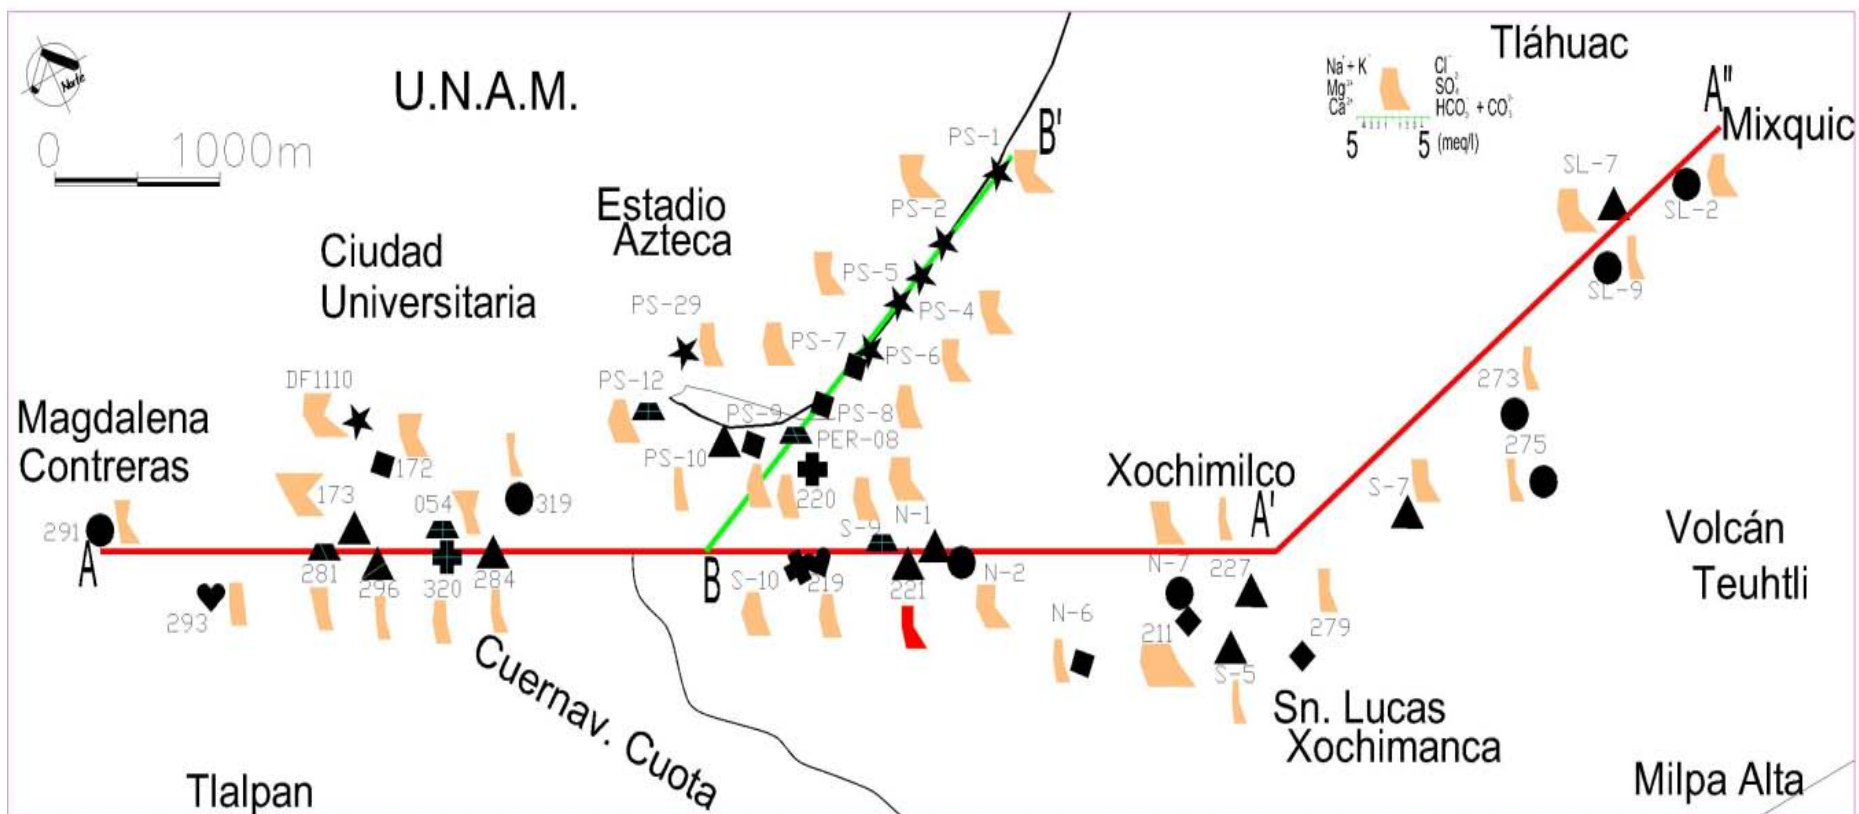 Norte
U.N.A.M.
0 1000m
Tláhuac
Na⁺+ K⁻ Cl⁻
Mg²⁺ SO₄²⁻
Ca²⁺ HCO₃ + CO₃²⁻
5 5 (meq/l)
A"
Mixquic
B'
PS-1
PS-2
SL-7
SL-2
SL-9
Estadio
Azteca
Ciudad
Universitaria
PS-5
PS-4
PS-29
PS-7
PS-6
PS-12
PS-9
PS-8
PER-08
PS-10
DF1110
Magdalena
Contreras
172
173
054
319
291
A
281
296
320
284
293
220
S-9
N-1
B
S-10
219
221
N-2
Xochimilco
A'
N-7
227
N-6
211
S-5
279
S-7
273
275
Volcán
Teuhtli
Cuernav. Cuota
Sn. Lucas
Xochimanca
Tlalpan
Milpa Alta